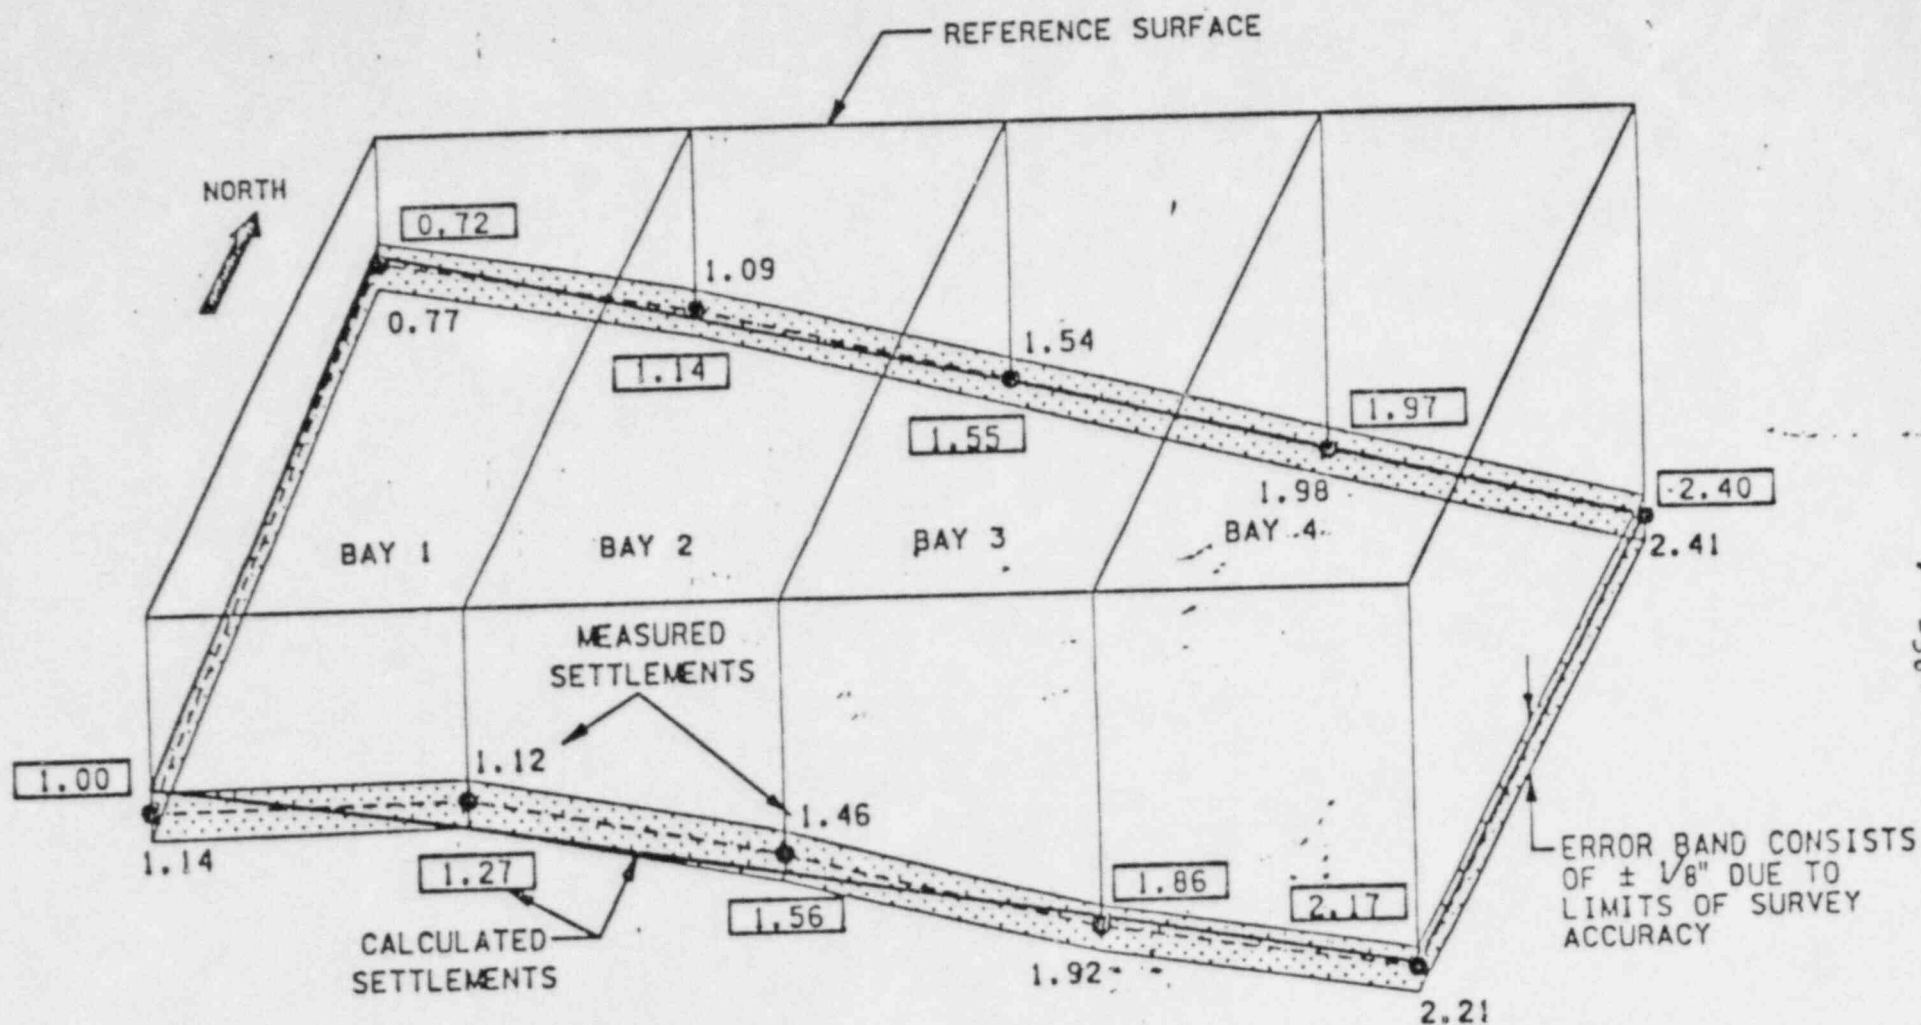 REFERENCE SURFACE
NORTH
0.72
1.09
0.77
1.14
1.54
1.55
1.97
1.98
2.40
2.41
BAY 1
BAY 2
BAY 3
BAY 4
MEASURED
SETTLEMENTS
1.00
1.12
1.46
1.14
1.27
1.56
1.86
2.17
1.92
2.21
CALCULATED
SETTLEMENTS
ERROR BAND CONSISTS
OF ± 1/8" DUE TO
LIMITS OF SURVEY
ACCURACY